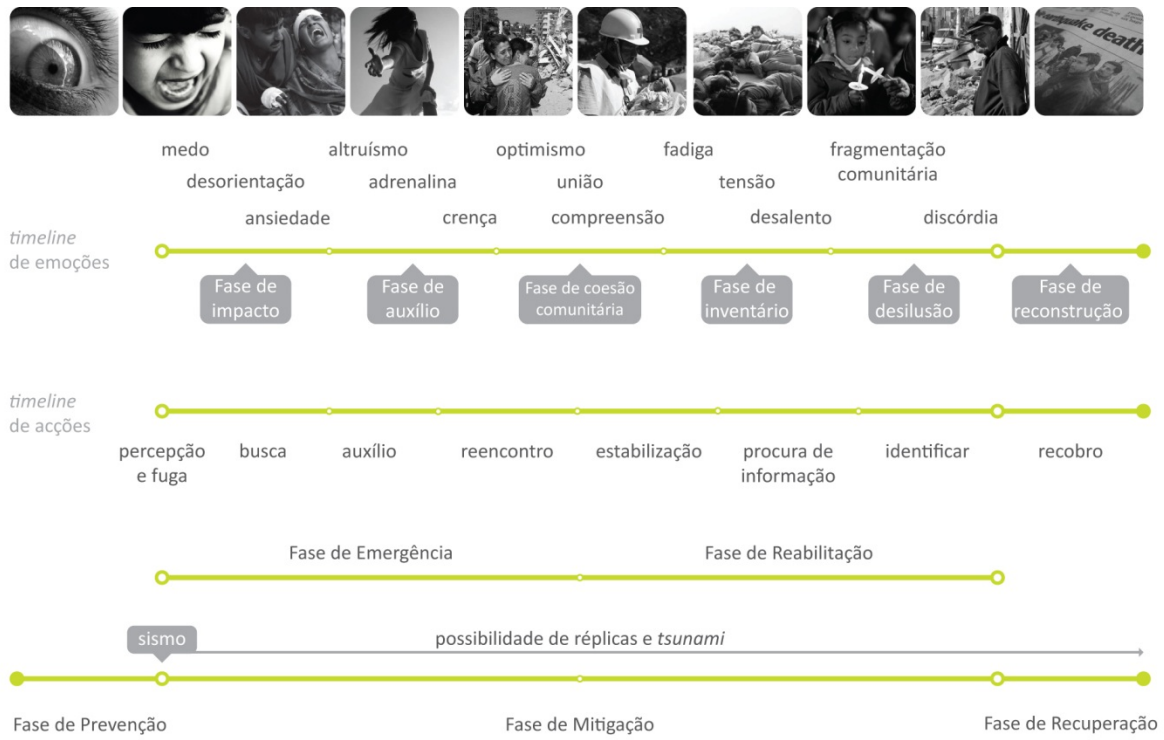 earthquake death
medo
altruísmo
optimismo
fadiga
fragmentação
comunitária
desorientação
adrenalina
união
tensão
ansiedade
crença
compreensão
desalento
discórdia
timeline
de emoções
Fase de
impacto
Fase de
auxílio
Fase de coesão
comunitária
Fase de
inventário
Fase de
desilusão
Fase de
reconstrução
timeline
de acções
percepção
e fuga
busca
auxílio
reencontro
estabilização
procura de
informação
identificar
recobro
Fase de Emergência
Fase de Reabilitação
sismo
possibilidade de réplicas e tsunami
Fase de Prevenção
Fase de Mitigação
Fase de Recuperação